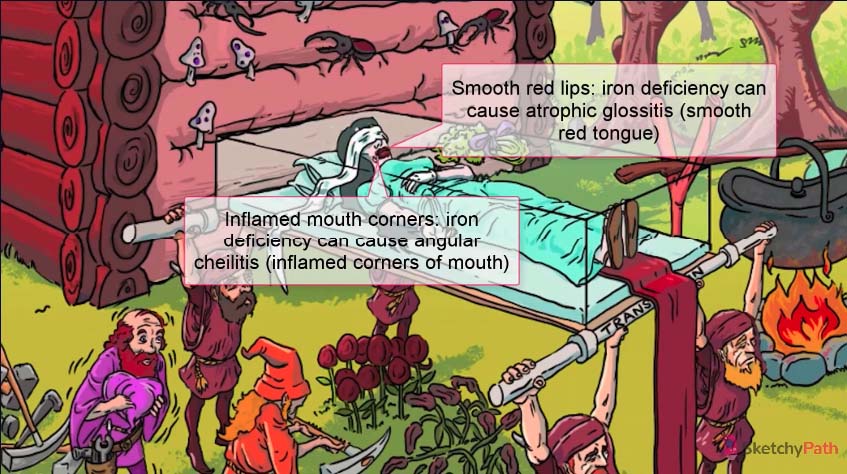 Smooth red lips: iron deficiency can
cause atrophic glossitis (smooth
red tongue)
Inflamed mouth corners: iron
deficiency can cause angular
cheilitis (inflamed corners of mouth)
TRANS
IN
SketchyPath